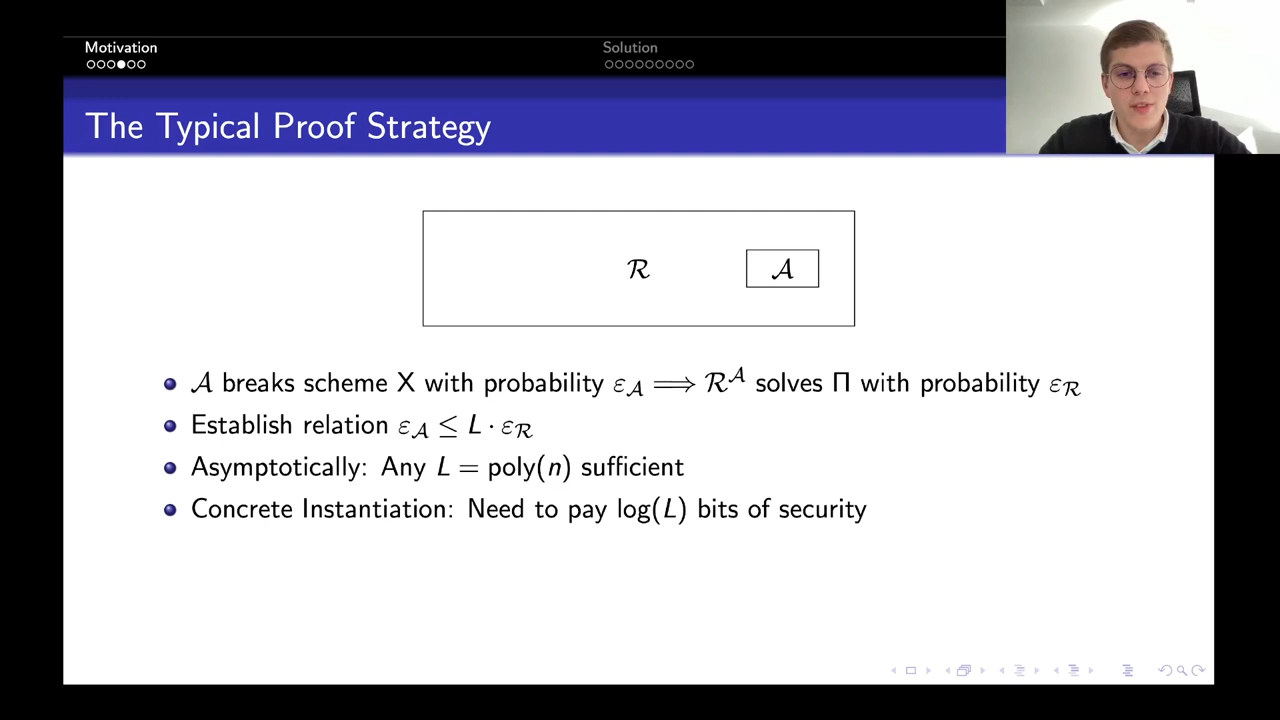 Motivation
Solution
The Typical Proof Strategy
ℛ
𝒜
𝒜 breaks scheme X with probability ε_𝒜 ⟹ ℛ^𝒜 solves Π with probability ε_ℛ
Establish relation ε_𝒜 ≤ L · ε_ℛ
Asymptotically: Any L = poly(n) sufficient
Concrete Instantiation: Need to pay log(L) bits of security